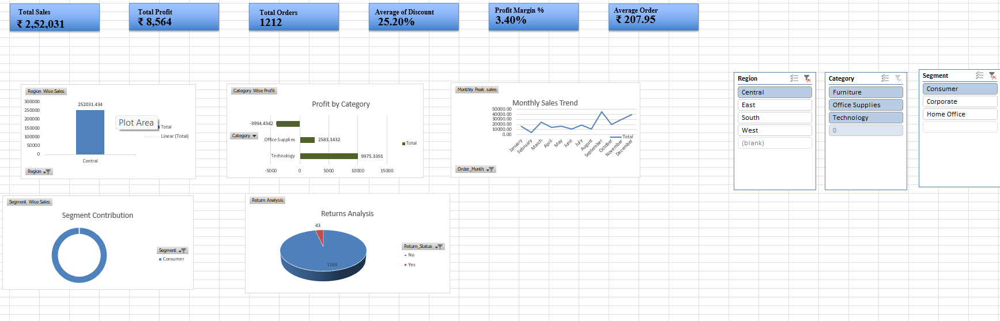 Total Sales
₹ 2,52,031
Total Profit
₹ 8,564
Total Orders
1212
Average of Discount
25.20%
Profit Margin %
3.40%
Average Order
₹ 207.95
Region Wise Sales
300000
250000
200000
150000
100000
50000
0
252031.434
Central
Plot Area
Total
Linear (Total)
Region
Category Wise Profit
Profit by Category
-3994.4342
Category
Office Supplies
2583.1432
Technology
9975.3391
-5000
0
5000
10000
15000
Total
Monthly Peak sales
Monthly Sales Trend
50000.00
40000.00
30000.00
20000.00
10000.00
0.00
January
February
March
April
May
June
July
August
September
October
November
December
Total
Order_Month
Region
Central
East
South
West
(blank)
Category
Furniture
Office Supplies
Technology
0
Segment
Consumer
Corporate
Home Office
Segment Wise Sales
Segment Contribution
Segment
Consumer
Return Analysis
Returns Analysis
43
1169
Return_Status
No
Yes